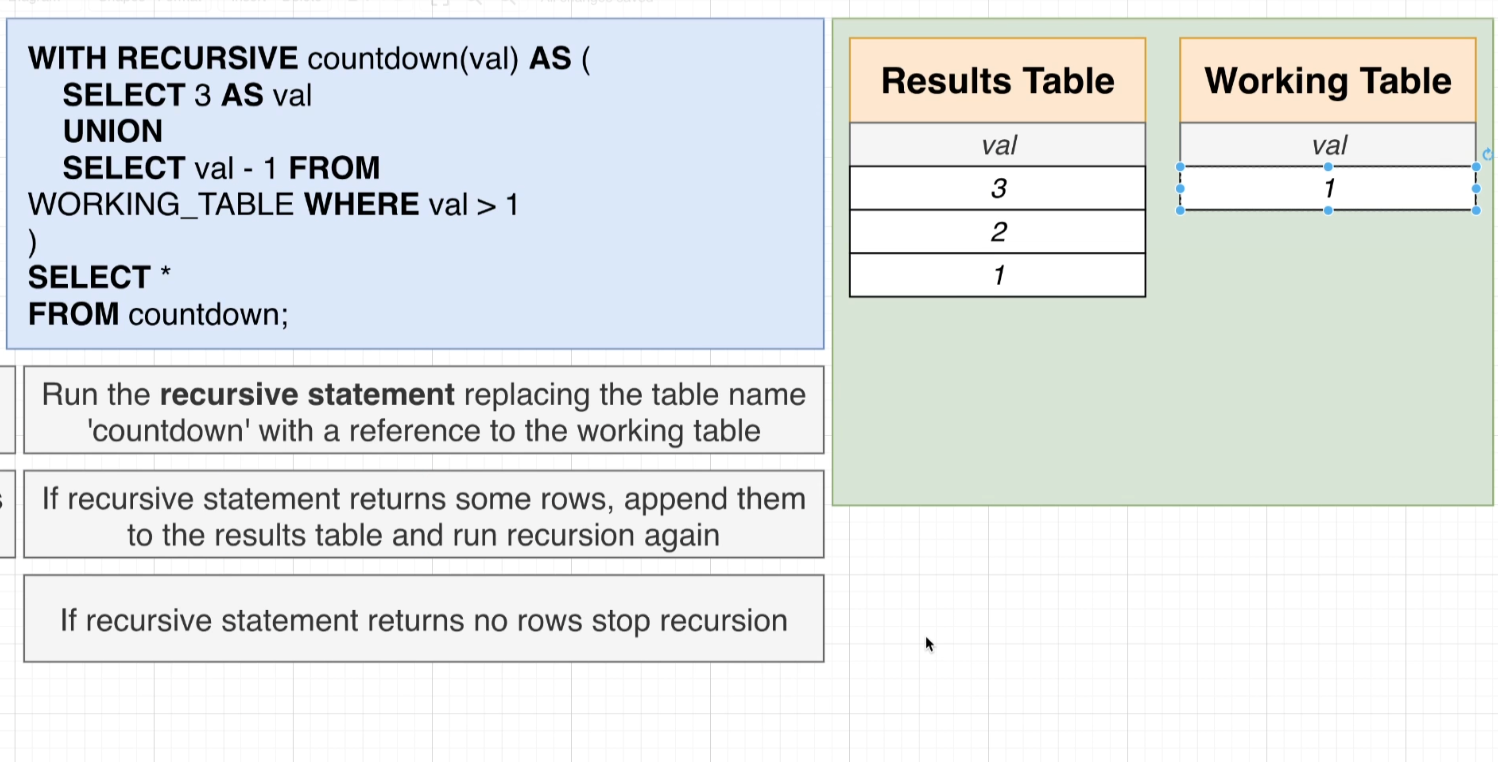 WITH RECURSIVE countdown(val) AS (
SELECT 3 AS val
UNION
SELECT val - 1 FROM
WORKING_TABLE WHERE val > 1
)
SELECT *
FROM countdown;
Results Table
val
3
2
1
Working Table
val
1
Run the recursive statement replacing the table name
'countdown' with a reference to the working table
If recursive statement returns some rows, append them
to the results table and run recursion again
If recursive statement returns no rows stop recursion